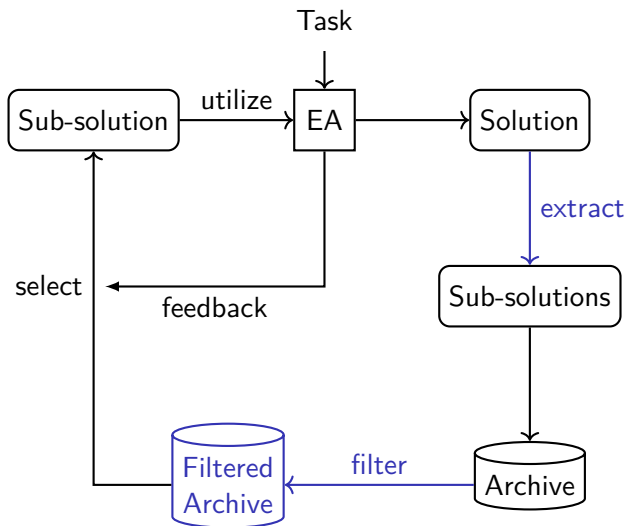 Task
utilize
Sub-solution
EA
Solution
extract
select
feedback
Sub-solutions
Filtered
Archive
filter
Archive